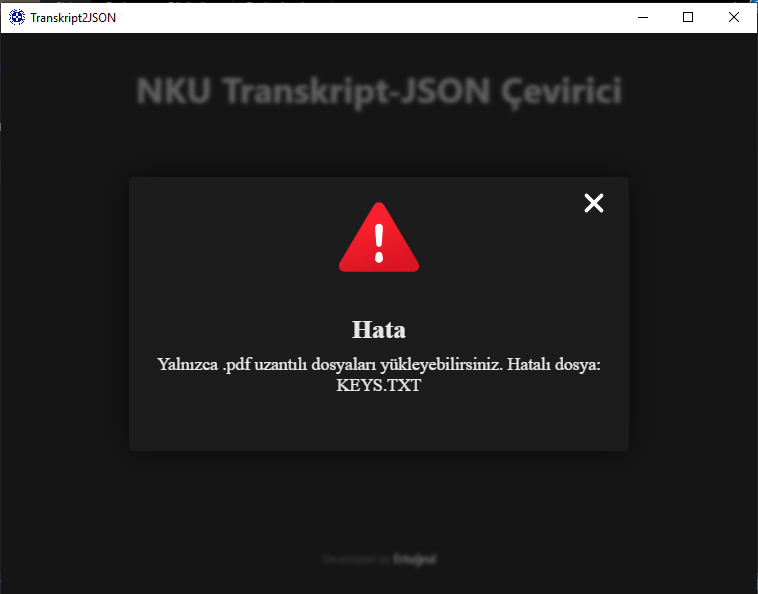 Transkript2JSON
NKU Transkript-JSON Çevirici
Hata
Yalnızca .pdf uzantılı dosyaları yükleyebilirsiniz. Hatalı dosya:
KEYS.TXT
Developed by Ertuğrul